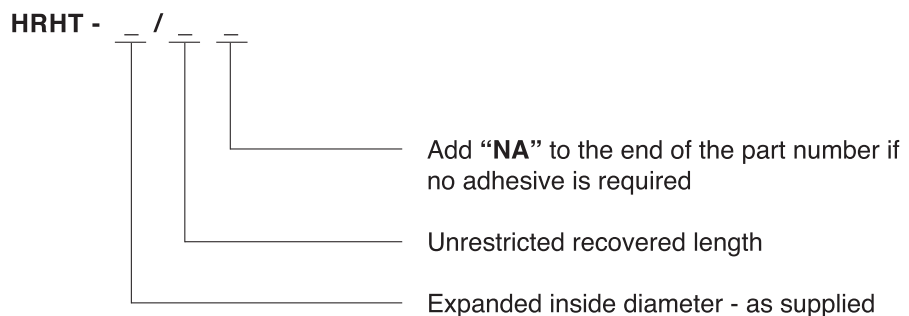 HRHT - _ / _ _
Add “NA” to the end of the part number if
no adhesive is required
Unrestricted recovered length
Expanded inside diameter - as supplied